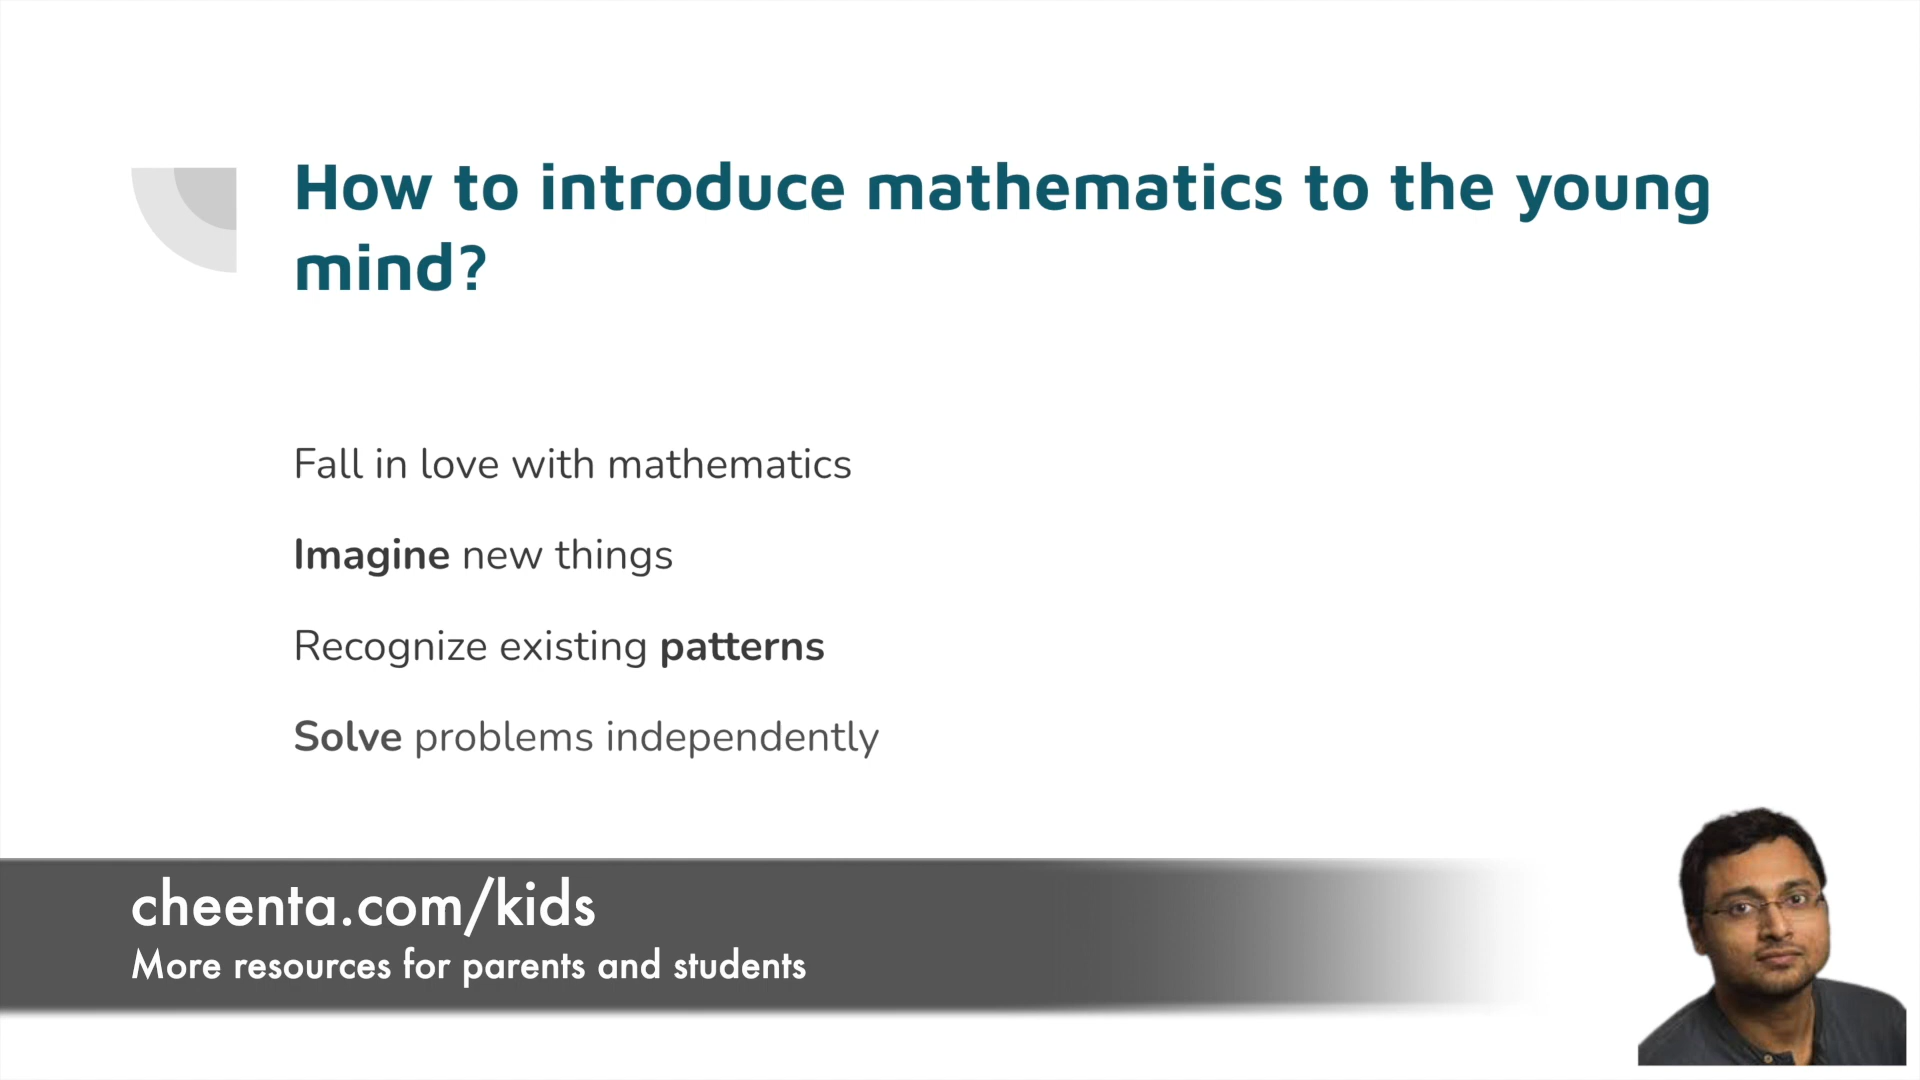 How to introduce mathematics to the young
mind?
Fall in love with mathematics
Imagine new things
Recognize existing patterns
Solve problems independently
cheenta.com/kids
More resources for parents and students